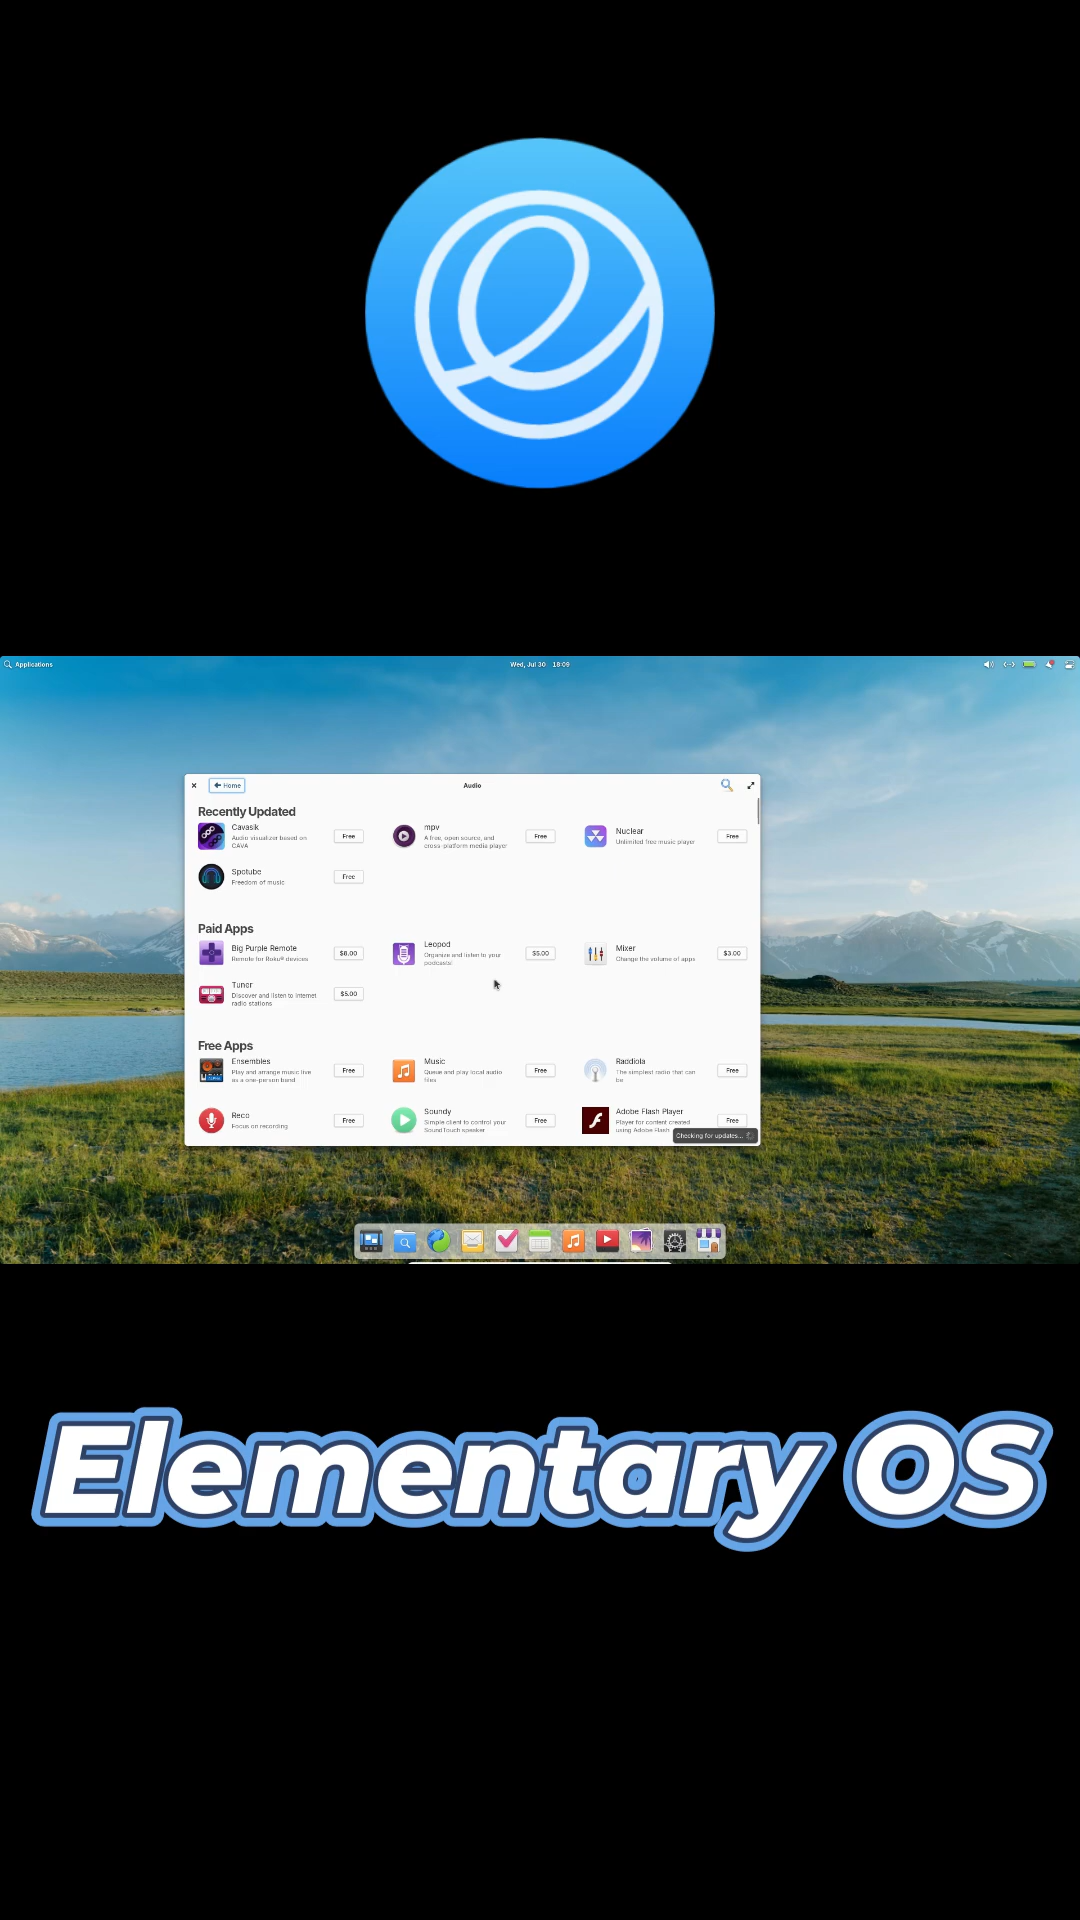 Applications
Wed, Jul 30 18:09
Home
Audio
Recently Updated
Cavasik
Audio visualizer based on
CAVA
Free
mpv
A free, open source, and
cross-platform media player
Free
Nuclear
Unlimited free music player
Free
Spotube
Freedom of music
Free
Paid Apps
Big Purple Remote
Remote for Roku® devices
$8.00
Leopod
Organize and listen to your
podcasts!
$5.00
Mixer
Change the volume of apps
$3.00
Tuner
Discover and listen to internet
radio stations
$5.00
Free Apps
Ensembles
Play and arrange music live
as a one-person band
Free
Music
Queue and play local audio
files
Free
Raddiola
The simplest radio that can
be
Free
Reco
Focus on recording
Free
Soundy
Simple client to control your
SoundTouch speaker
Free
Adobe Flash Player
Player for content created
using Adobe Flash
Free
Checking for updates...
Elementary OS